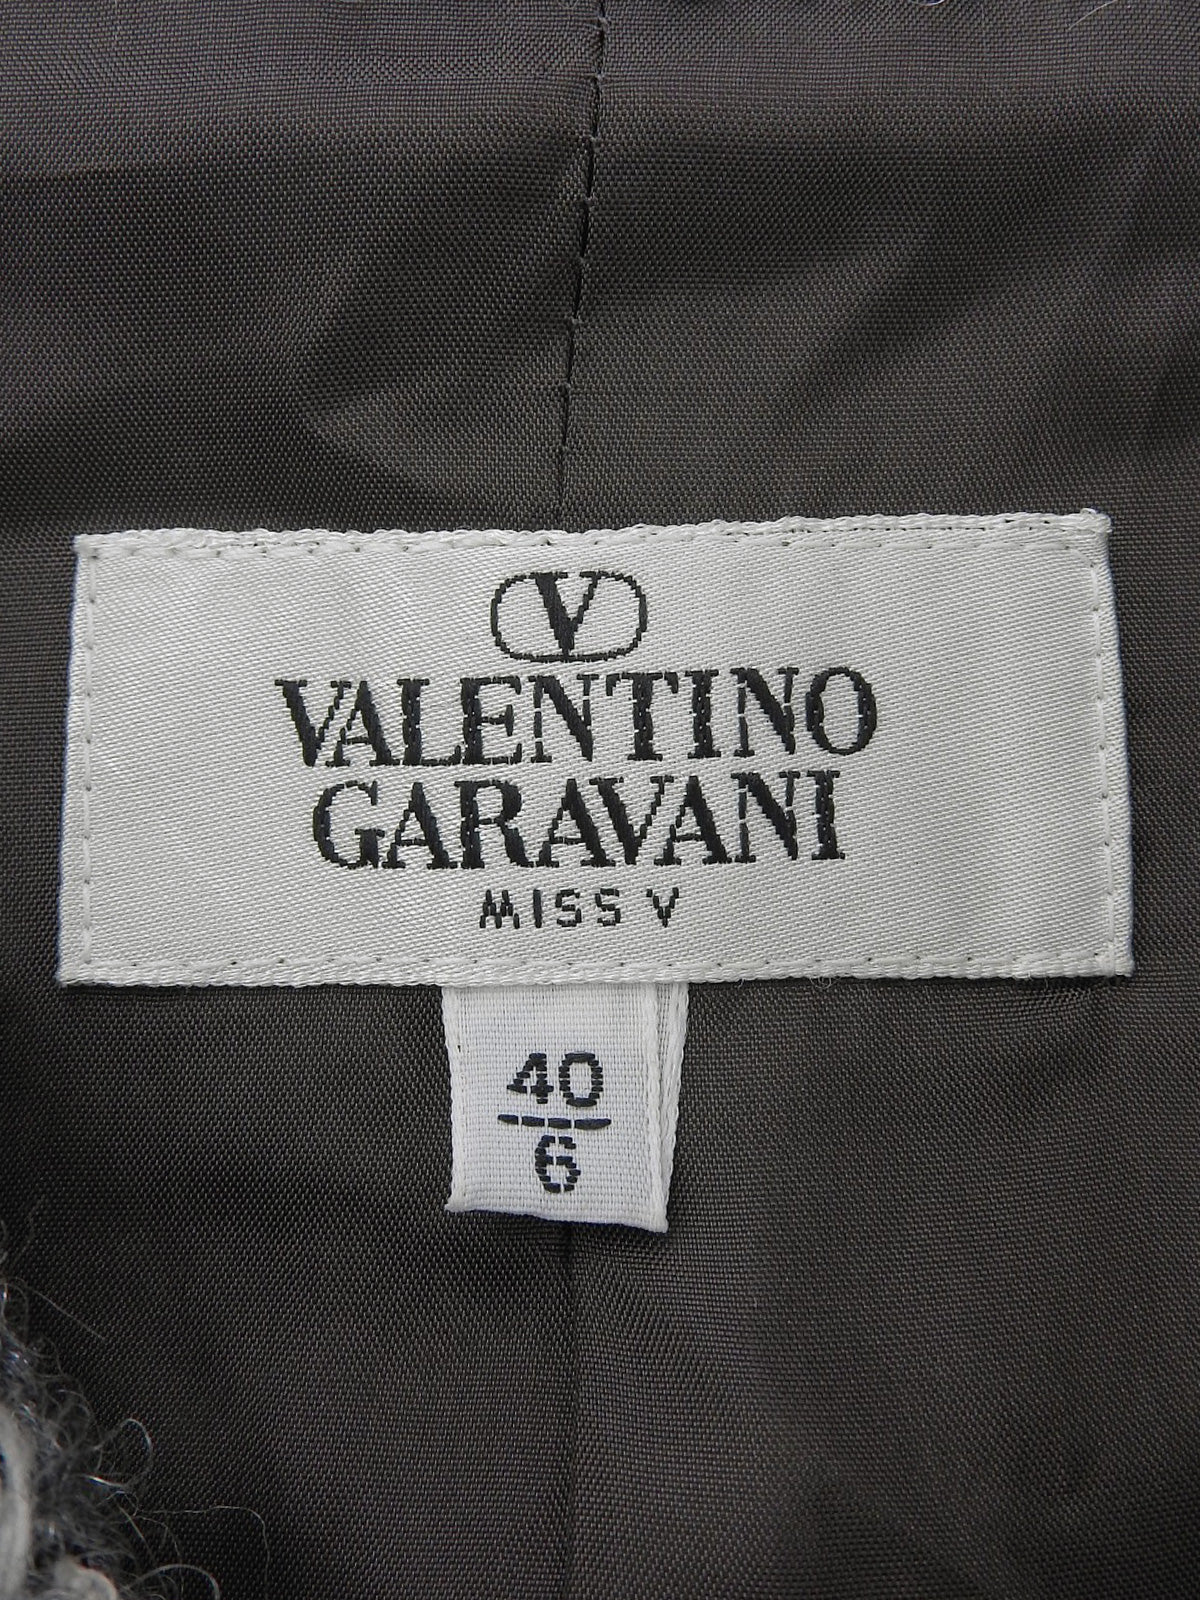 V
VALENTINO
GARAVANI
MISS V
40
6